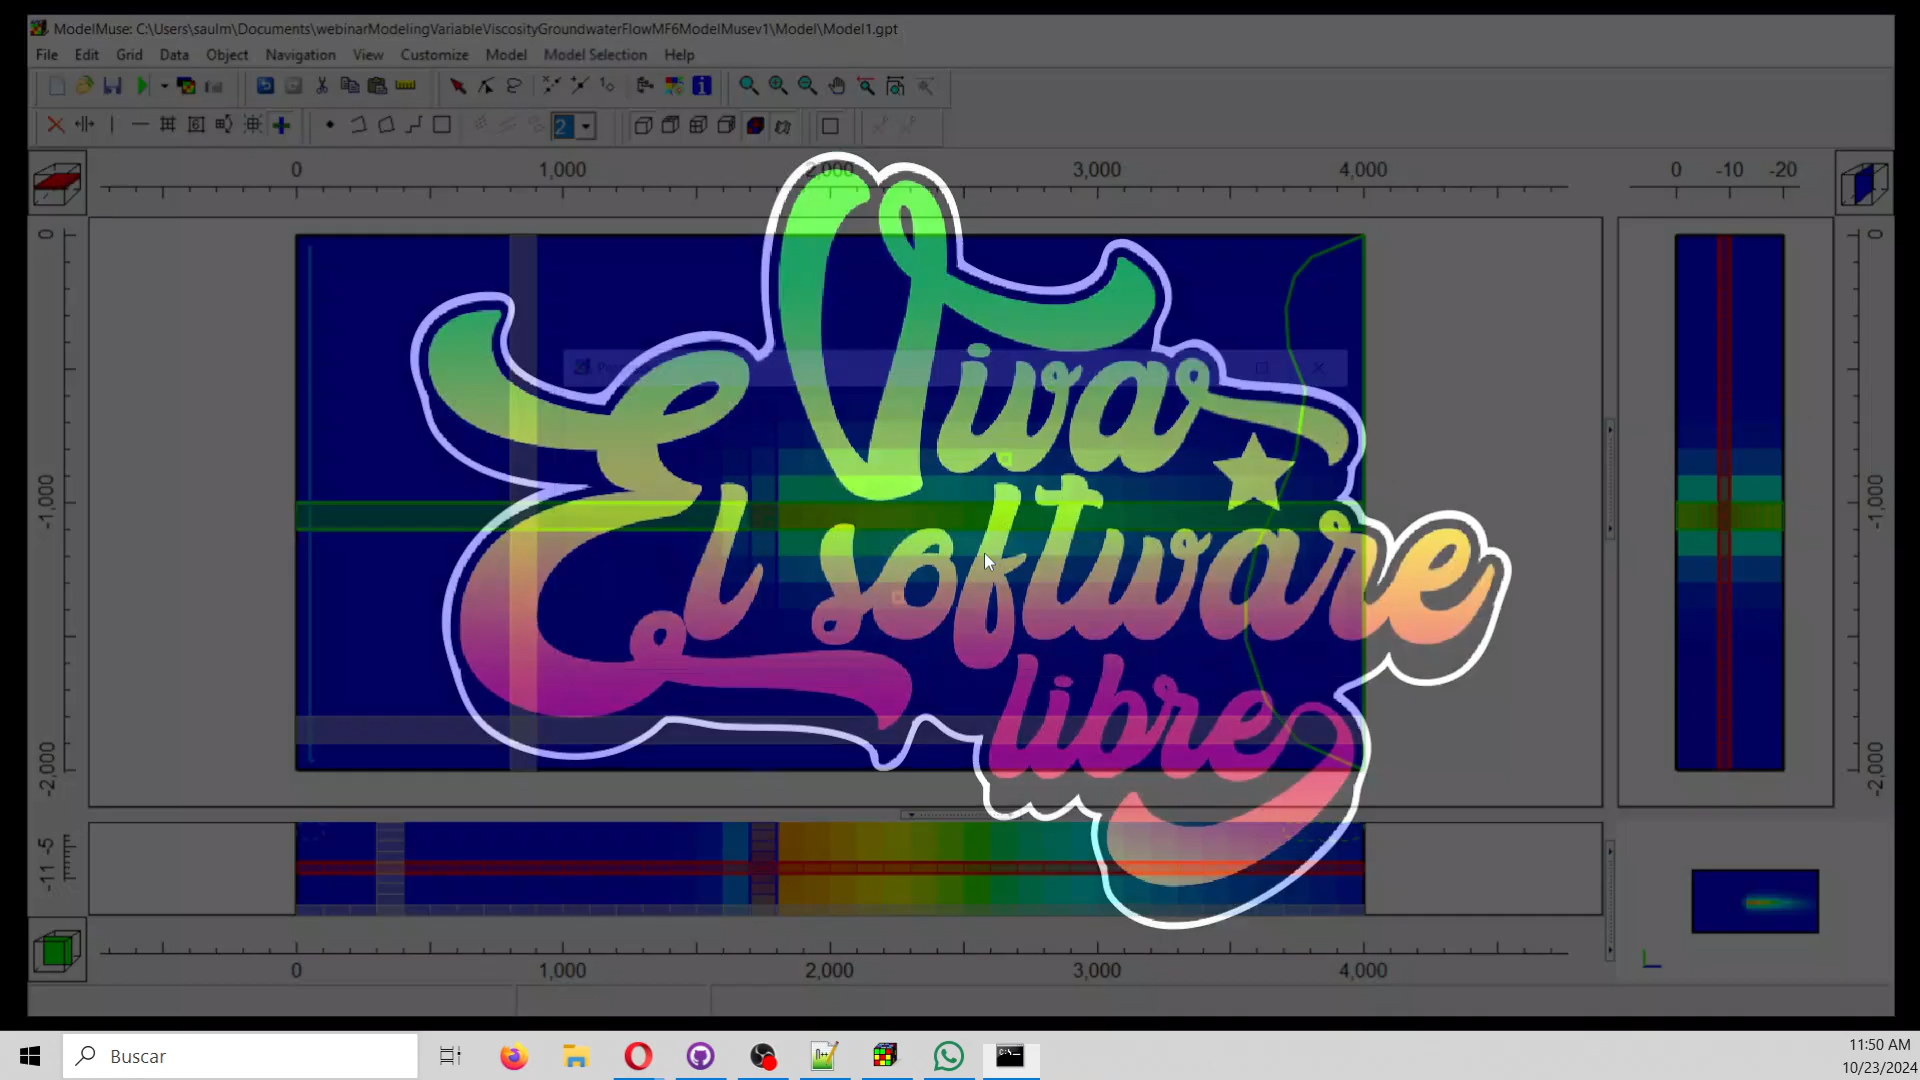 ModelMuse: C:\Users\saulm\Documents\webinarModelingVariableViscosityGroundwaterFlowMF6ModelMusev1\Model\Model1.gpt
File Edit Grid Data Object Navigation View Customize Model Model Selection Help
2
0 1,000 2,000 3,000 4,000
0 -10 -20
0
-1,000
-2,000
0
-1,000
-2,000
Viva
El software
libre
-5
-11
0 1,000 2,000 3,000 4,000
Buscar
11:50 AM
10/23/2024